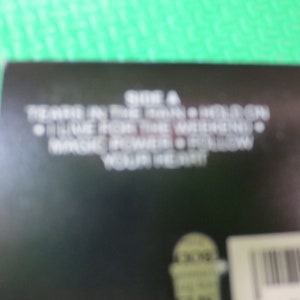 SIDE A
TEARS IN THE RAIN • HOLD ON
• I LIVE FOR THE WEEKEND •
MAGIC POWER • FOLLOW
YOUR HEART